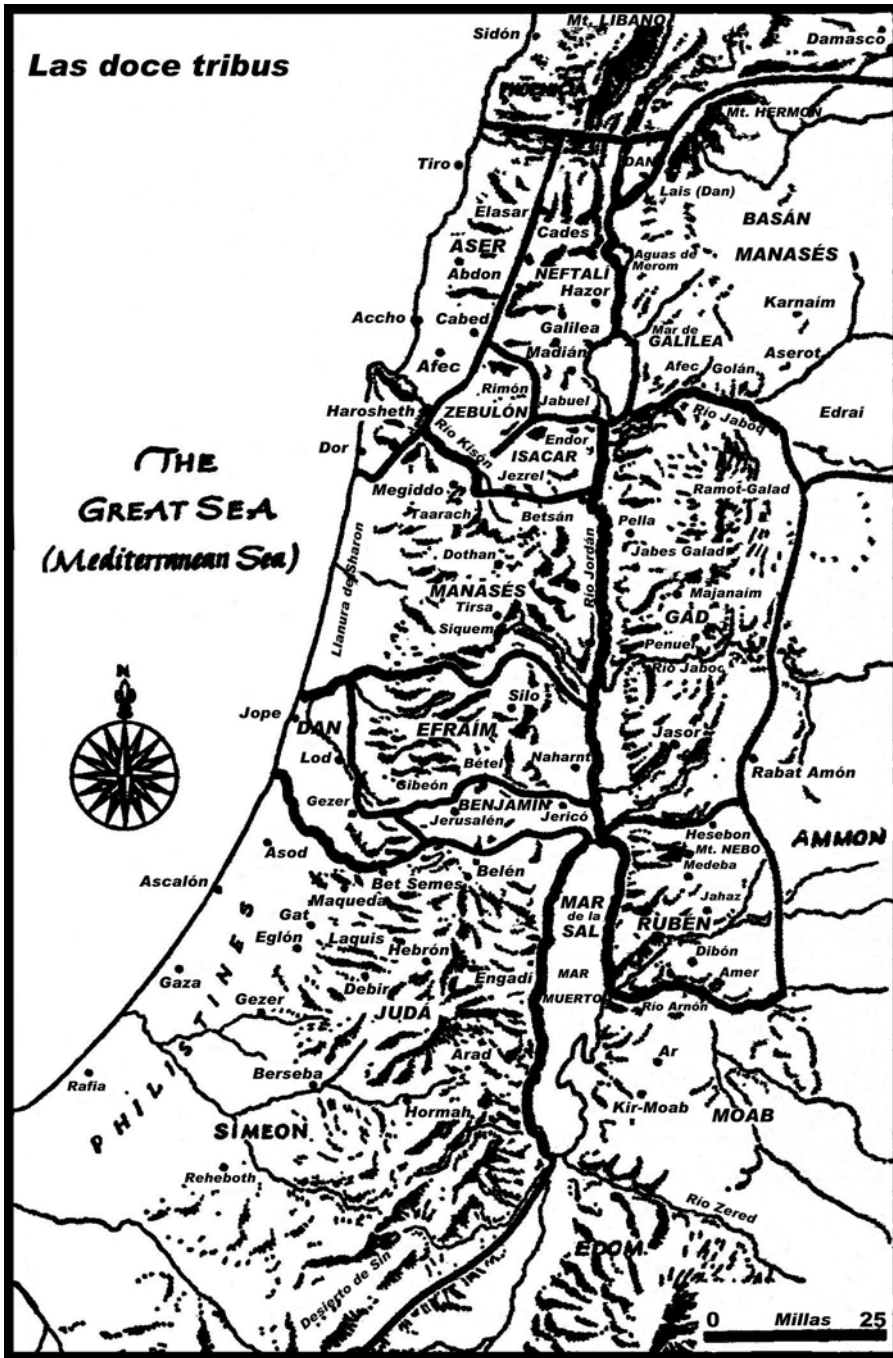 Las doce tribus
Sidón
Mt. LIBANO
Damasco
Mt. HERMON
Tiro
DAN
Lais (Dan)
Elasar
Cades
BASÁN
ASER
Aguas de
Merom
MANASÉS
Abdon
NEFTALÍ
Hazor
Karnaím
Accho
Cabed
Galilea
Mar de
GALILEA
Madián
Aserot
Afec
Afec
Golán
Rimón
Jabuel
Harosheth
ZEBULÓN
Río Jaboq
Edrai
Río Kisón
Endor
ISACAR
Dor
Jezrel
THE
GREAT SEA
(Mediterranean Sea)
Megiddo
Ramot-Galad
Taarach
Betsán
Pella
Llanura de Sharon
Dothan
Río Jordán
Jabes Galad
MANASÉS
Majanaím
Tirsa
GAD
Siquem
Penuel
Río Jaboc
N
Silo
Jope
DAN
EFRAÍM
Jasor
Lod
Bétel
Naharnt
Rabat Amón
Gibeón
Gezer
BENJAMIN
Jerusalén
Jericó
Hesebon
AMMON
Mt. NEBO
Asod
Medeba
Belén
Ascalón
Bet Semes
Maqueda
MAR
de la
SAL
Jahaz
Gat
RUBEN
Eglón
Laquis
Hebrón
Dibón
Gaza
Engadí
MAR
MUERTO
Amer
Debir
Gezer
JUDÁ
Río Arnón
PHILISTINES
Arad
Ar
Rafia
Berseba
Hormah
Kir-Moab
MOAB
SIMEON
Reheboth
Río Zered
EDOM
Desierto de Sin
0 Millas 25